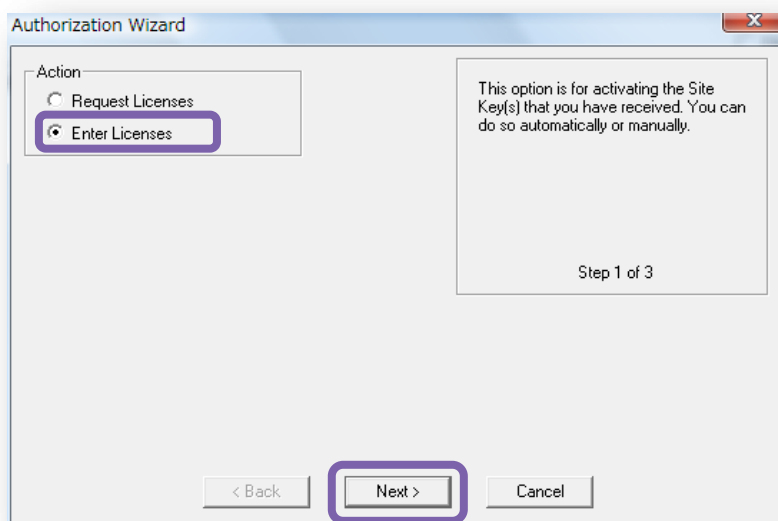 Authorization Wizard
Action
Request Licenses
Enter Licenses
This option is for activating the Site
Key(s) that you have received. You can
do so automatically or manually.
Step 1 of 3
< Back
Next >
Cancel